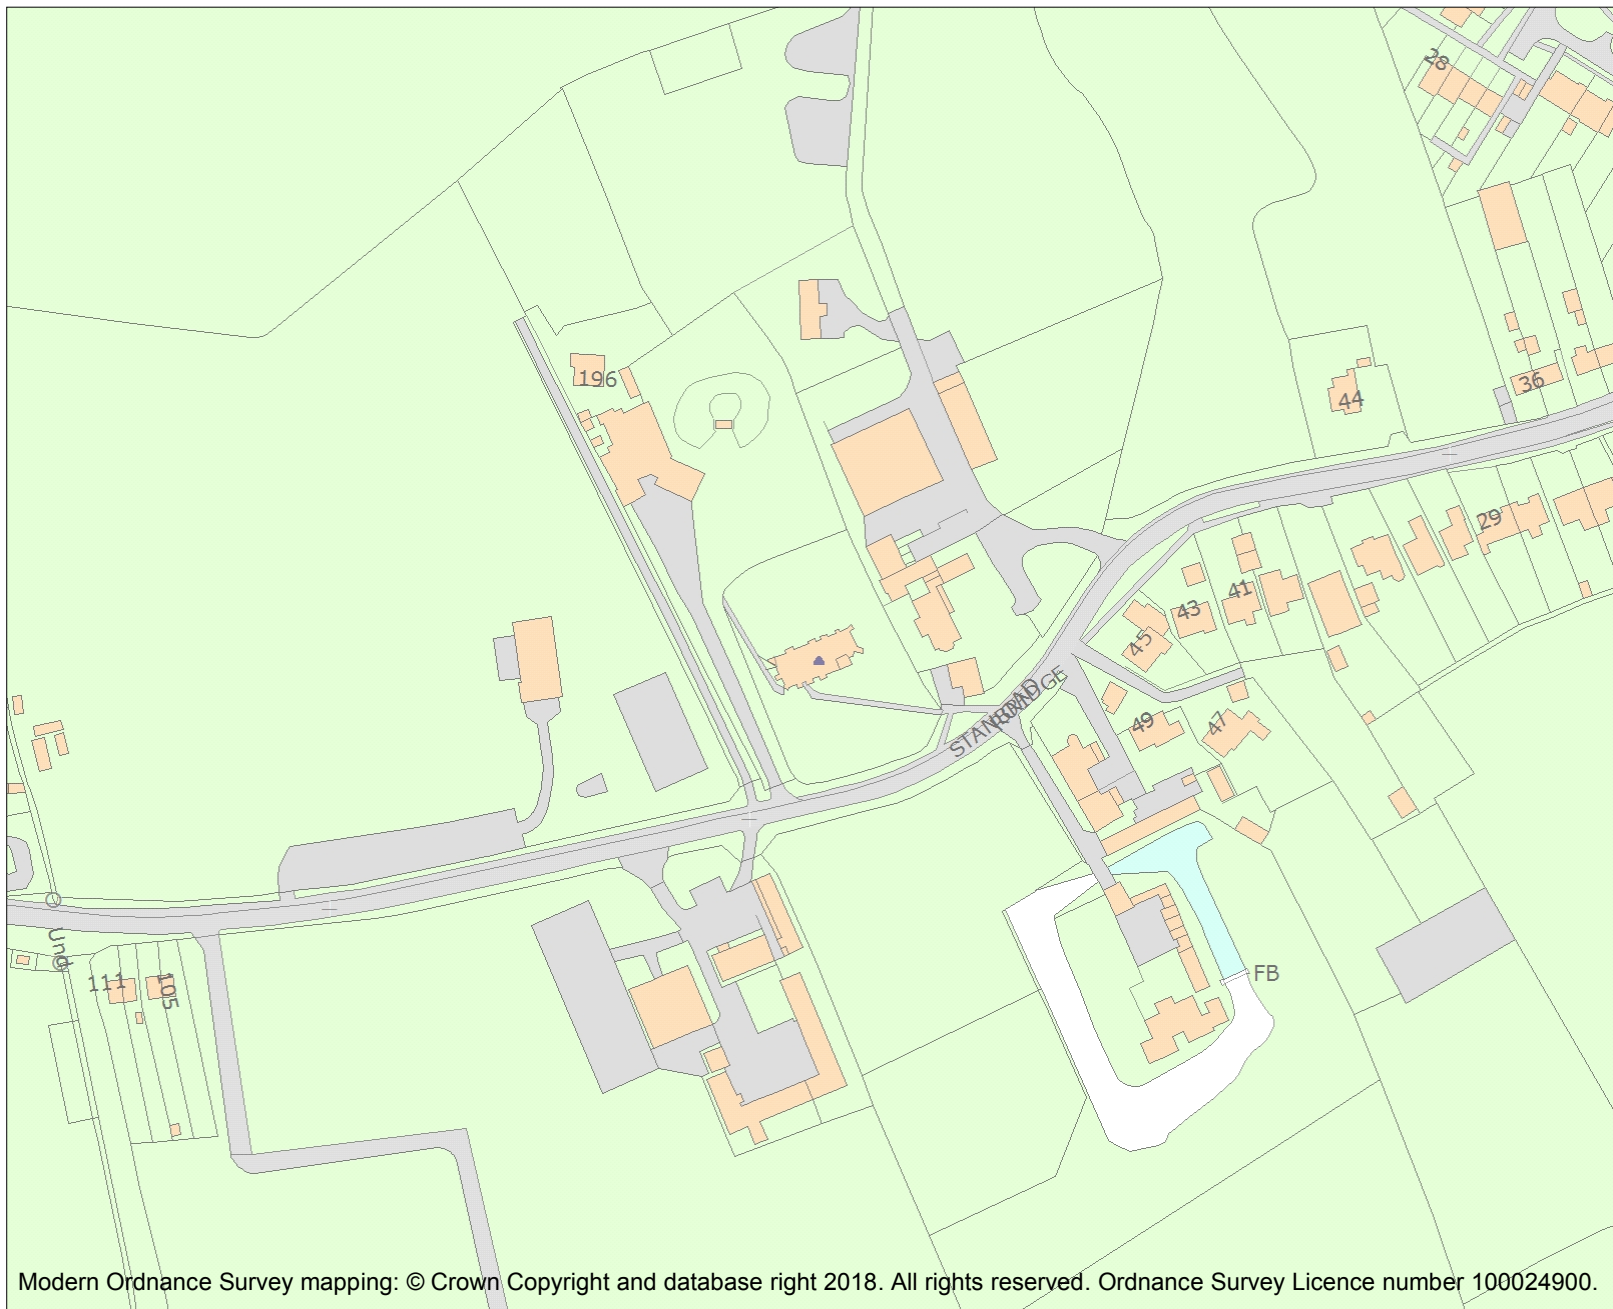 28
196
44
36
29
41
43
45
STANBRIDGE
ROAD
49
47
Und
111
105
FB
Modern Ordnance Survey mapping: © Crown Copyright and database right 2018. All rights reserved. Ordnance Survey Licence number 100024900.